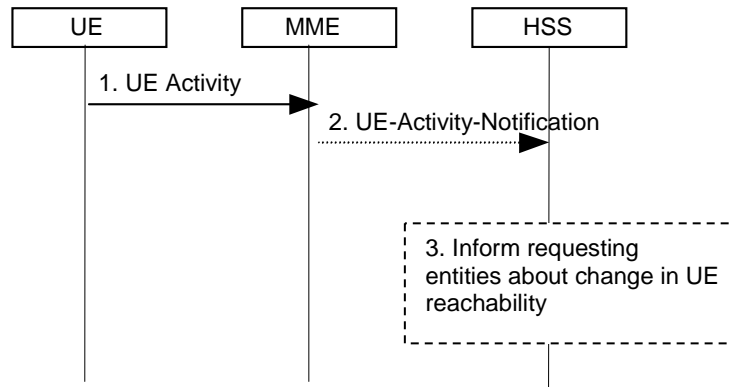 UE
MME
HSS
1. UE Activity
2. UE-Activity-Notification
3. Inform requesting
entities about change in UE
reachability